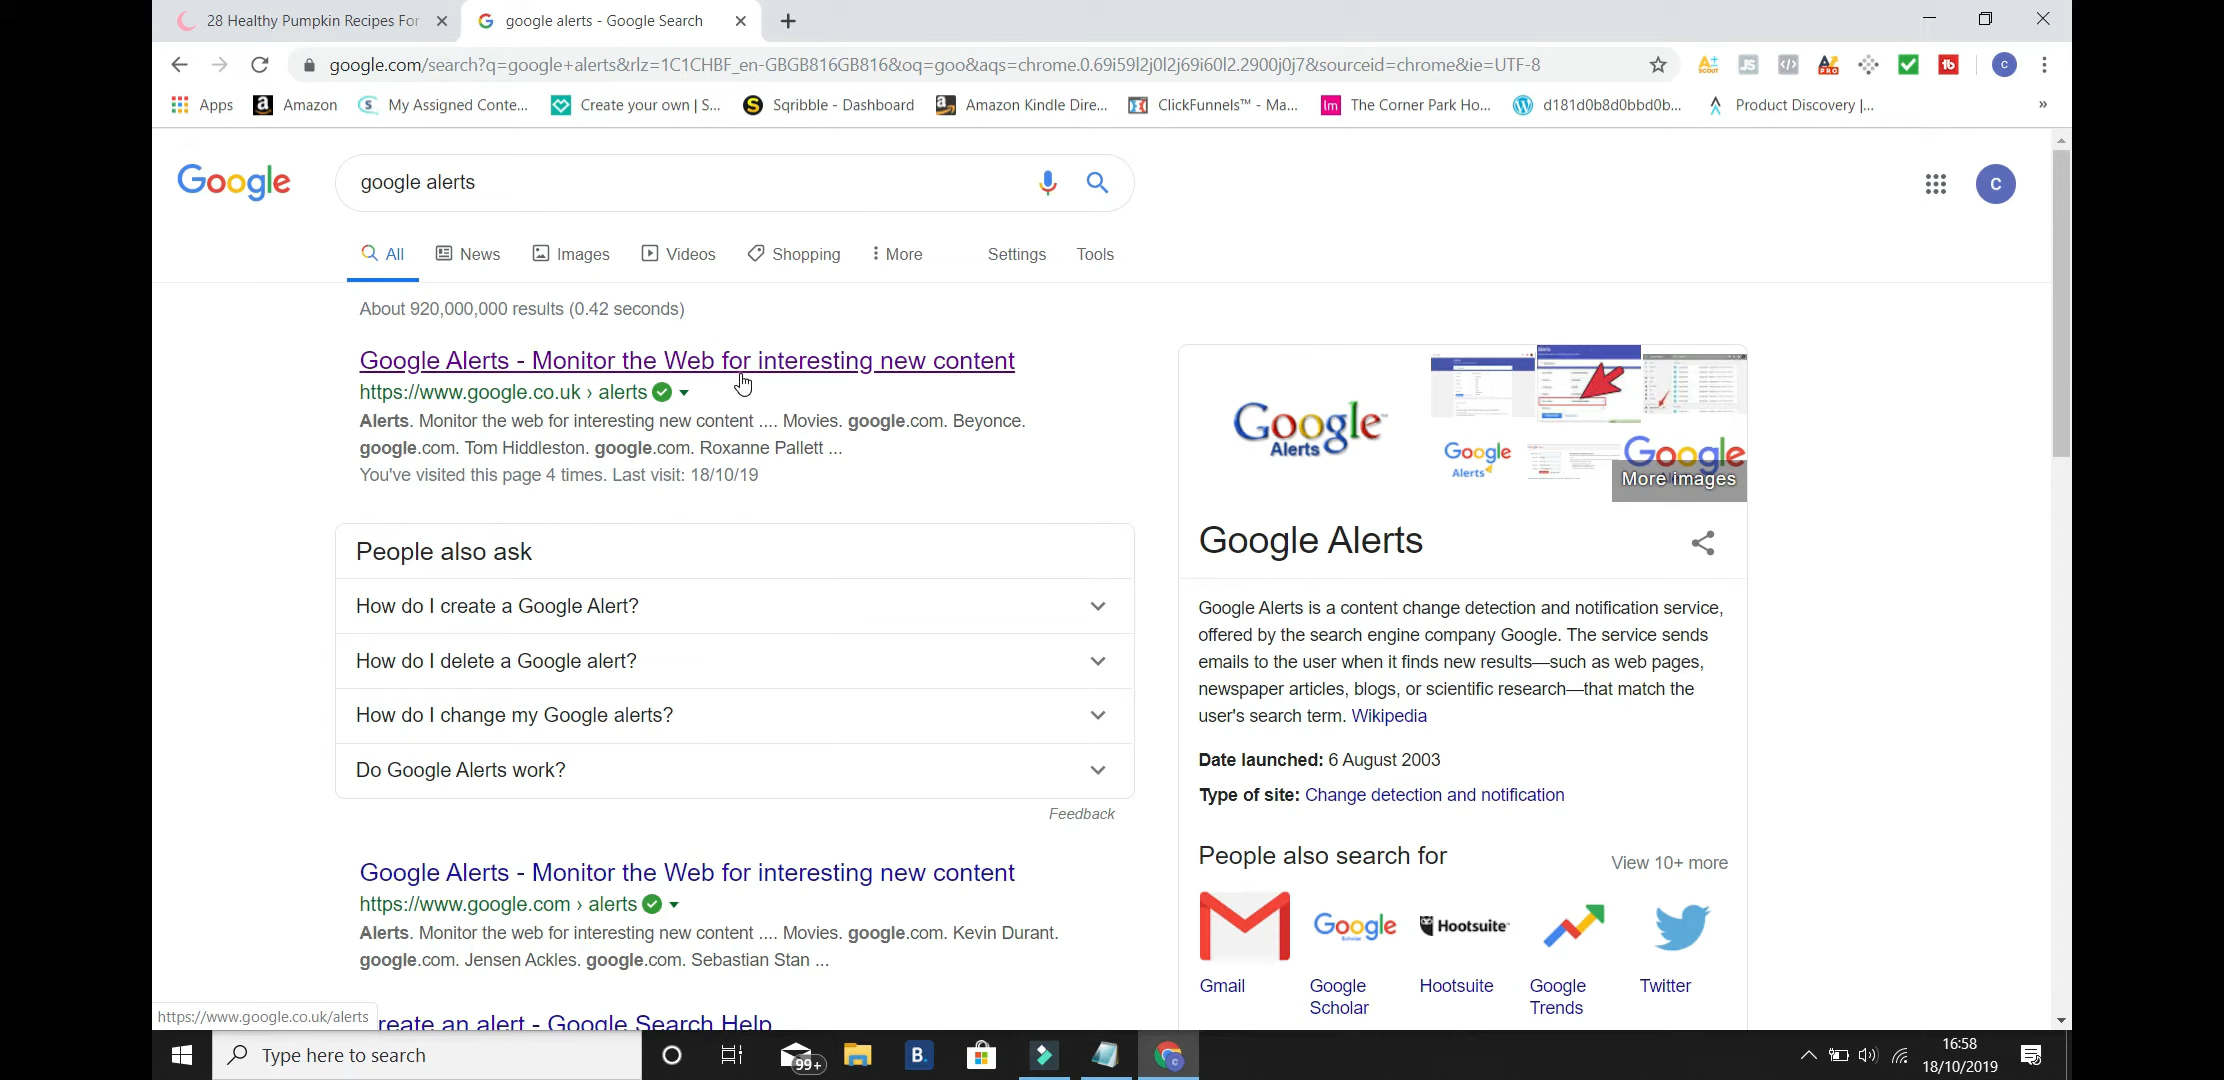 28 Healthy Pumpkin Recipes For
google alerts - Google Search
google.com/search?q=google+alerts&rlz=1C1CHBF_en-GBGB816GB816&oq=goo&aqs=chrome.0.69i59l2j0l2j69i60l2.2900j0j7&sourceid=chrome&ie=UTF-8
Apps
Amazon
My Assigned Conte...
Create your own | S...
Sqribble - Dashboard
Amazon Kindle Dire...
ClickFunnels™ - Ma...
The Corner Park Ho...
d181d0b8d0bbd0b...
Product Discovery |...
Google
google alerts
C
All
News
Images
Videos
Shopping
More
Settings
Tools
About 920,000,000 results (0.42 seconds)
Google Alerts - Monitor the Web for interesting new content
https://www.google.co.uk › alerts
Alerts. Monitor the web for interesting new content .... Movies. google.com. Beyonce.
google.com. Tom Hiddleston. google.com. Roxanne Pallett ...
You've visited this page 4 times. Last visit: 18/10/19
People also ask
How do I create a Google Alert?
How do I delete a Google alert?
How do I change my Google alerts?
Do Google Alerts work?
Feedback
Google Alerts - Monitor the Web for interesting new content
https://www.google.com › alerts
Alerts. Monitor the web for interesting new content .... Movies. google.com. Kevin Durant.
google.com. Jensen Ackles. google.com. Sebastian Stan ...
reate an alert - Google Search Help
https://www.google.co.uk/alerts
Google™
Alerts
Google
Alerts
Google
More images
Google Alerts
Google Alerts is a content change detection and notification service,
offered by the search engine company Google. The service sends
emails to the user when it finds new results—such as web pages,
newspaper articles, blogs, or scientific research—that match the
user's search term. Wikipedia
Date launched: 6 August 2003
Type of site: Change detection and notification
People also search for
View 10+ more
Google
Hootsuite
Gmail
Google
Scholar
Hootsuite
Google
Trends
Twitter
Type here to search
99+
B.
16:58
18/10/2019